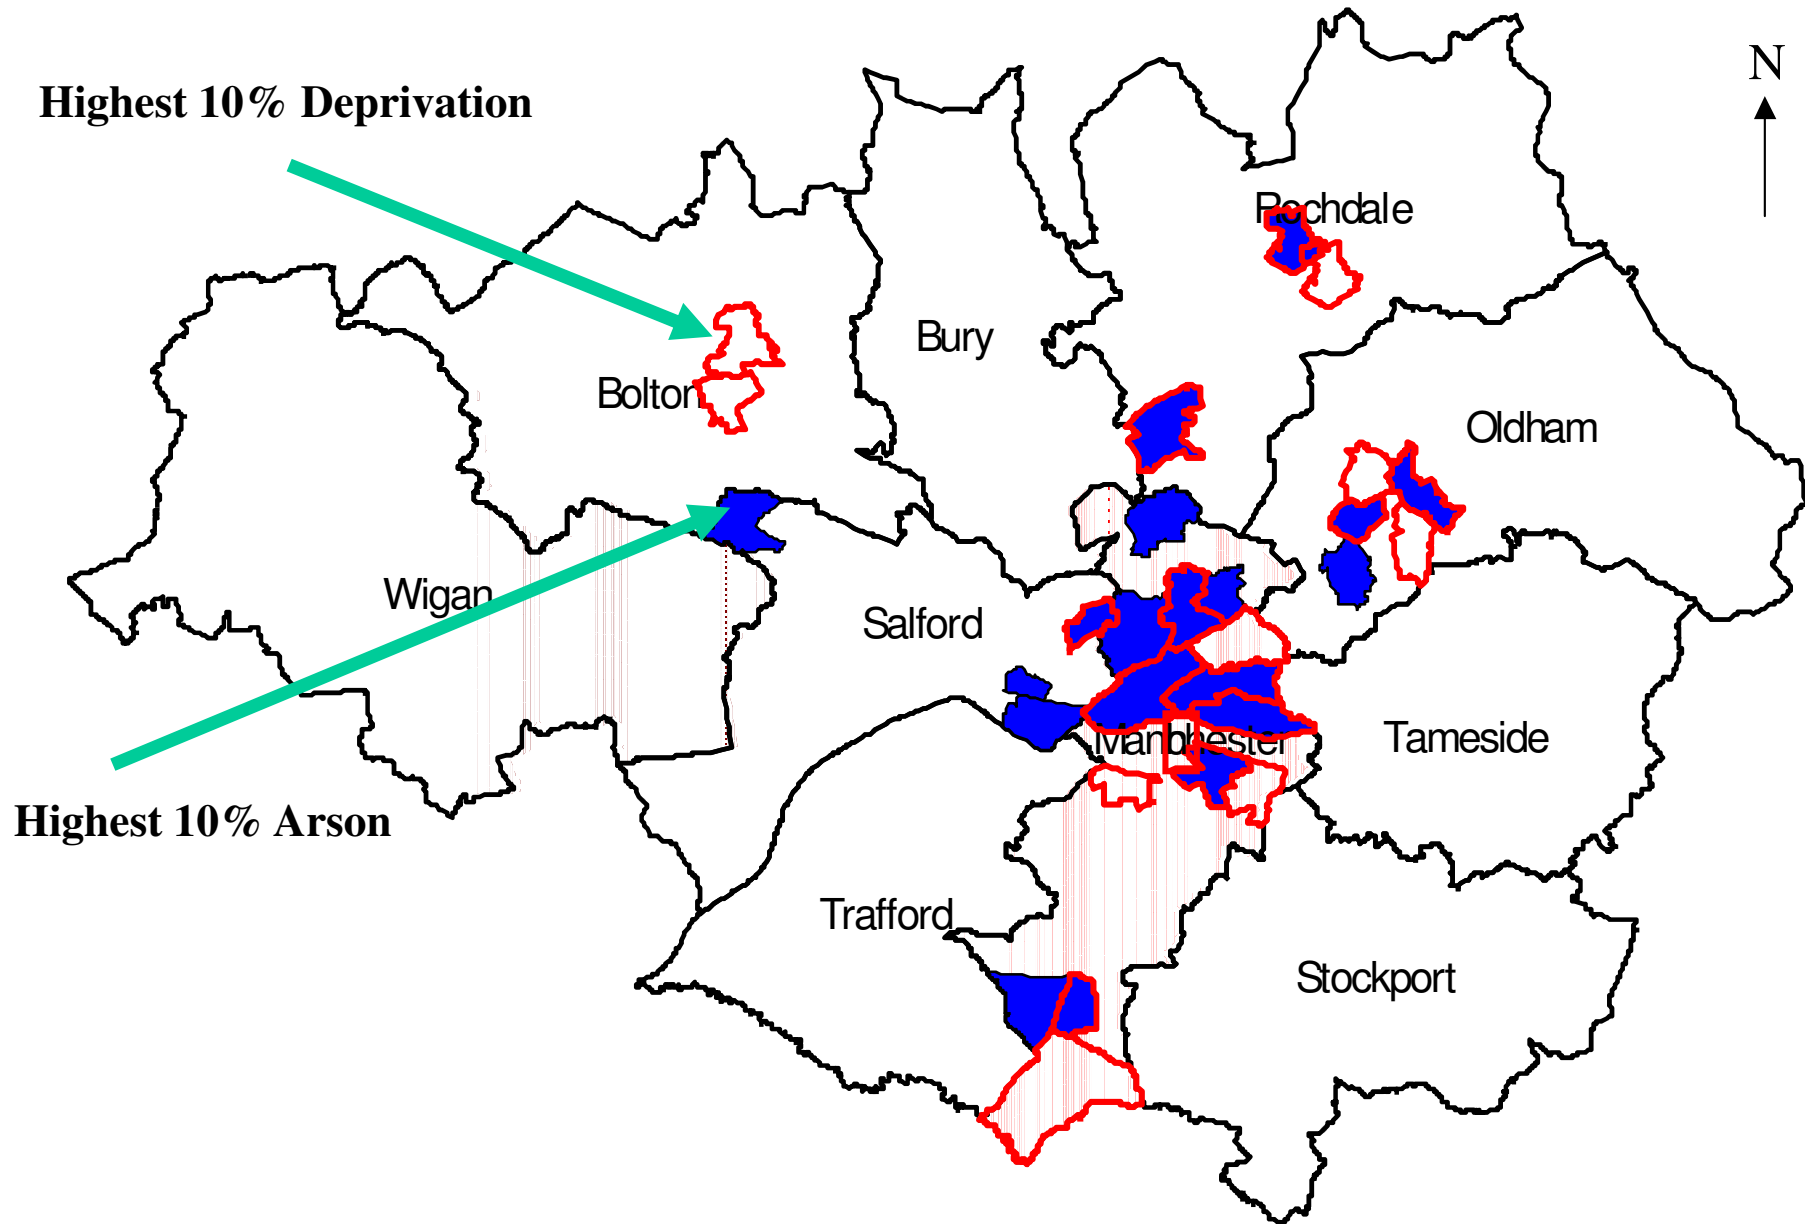 N
Highest 10% Deprivation
Rochdale
Bury
Bolton
Oldham
Wigan
Salford
Manchester
Tameside
Highest 10% Arson
Trafford
Stockport